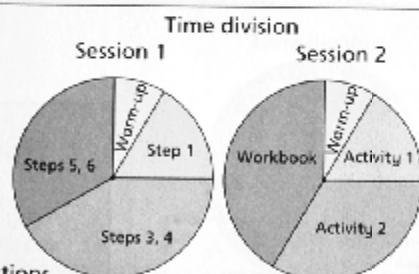 Time division
Session 1
Session 2
Warm-up
Step 1
Steps 5, 6
Steps 3, 4
Warm-up
Workbook
Activity 1
Activity 2
tions